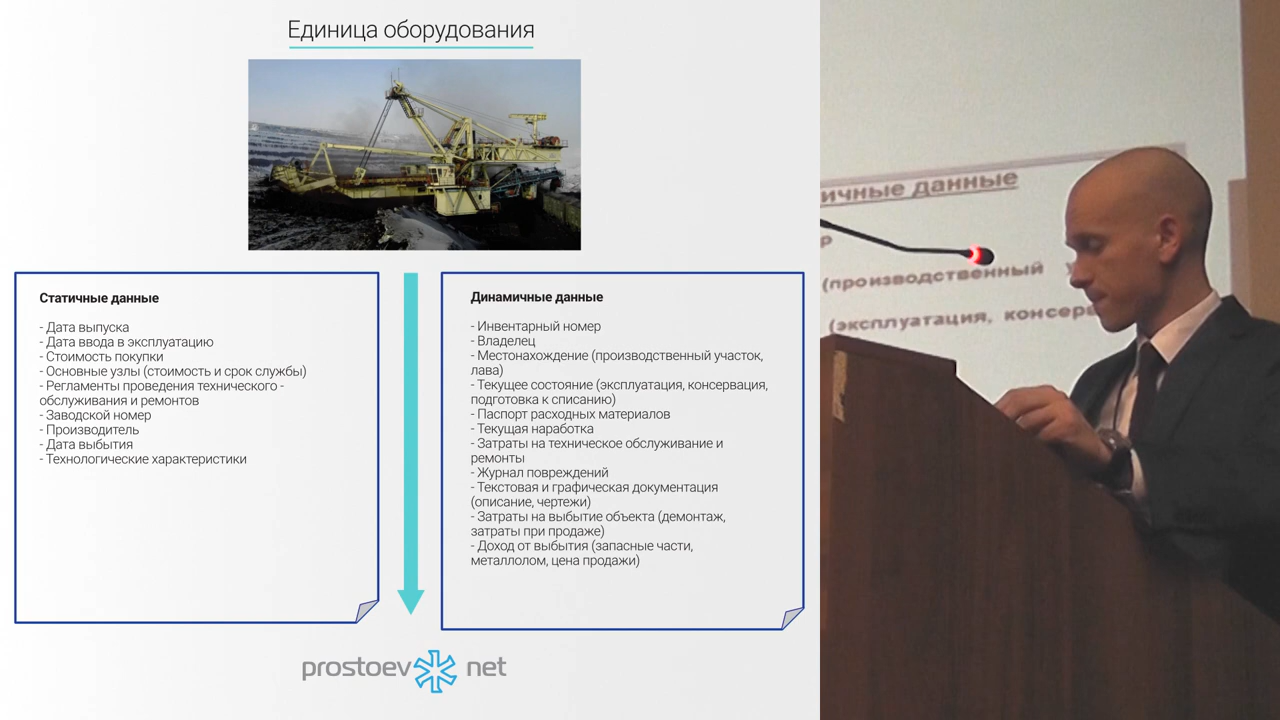 Единица оборудования
Статичные данные
- Дата выпуска
- Дата ввода в эксплуатацию
- Стоимость покупки
- Основные узлы (стоимость и срок службы)
- Регламенты проведения технического -
обслуживания и ремонтов
- Заводской номер
- Производитель
- Дата выбытия
- Технологические характеристики
Динамичные данные
- Инвентарный номер
- Владелец
- Местонахождение (производственный участок,
лава)
- Текущее состояние (эксплуатация, консервация,
подготовка к списанию)
- Паспорт расходных материалов
- Текущая наработка
- Затраты на техническое обслуживание и
ремонты
- Журнал повреждений
- Текстовая и графическая документация
(описание, чертежи)
- Затраты на выбытие объекта (демонтаж,
затраты при продаже)
- Доход от выбытия (запасные части,
металлолом, цена продажи)
prostoev net
ичные данные
р
(производственный у
(эксплуатация, консерв